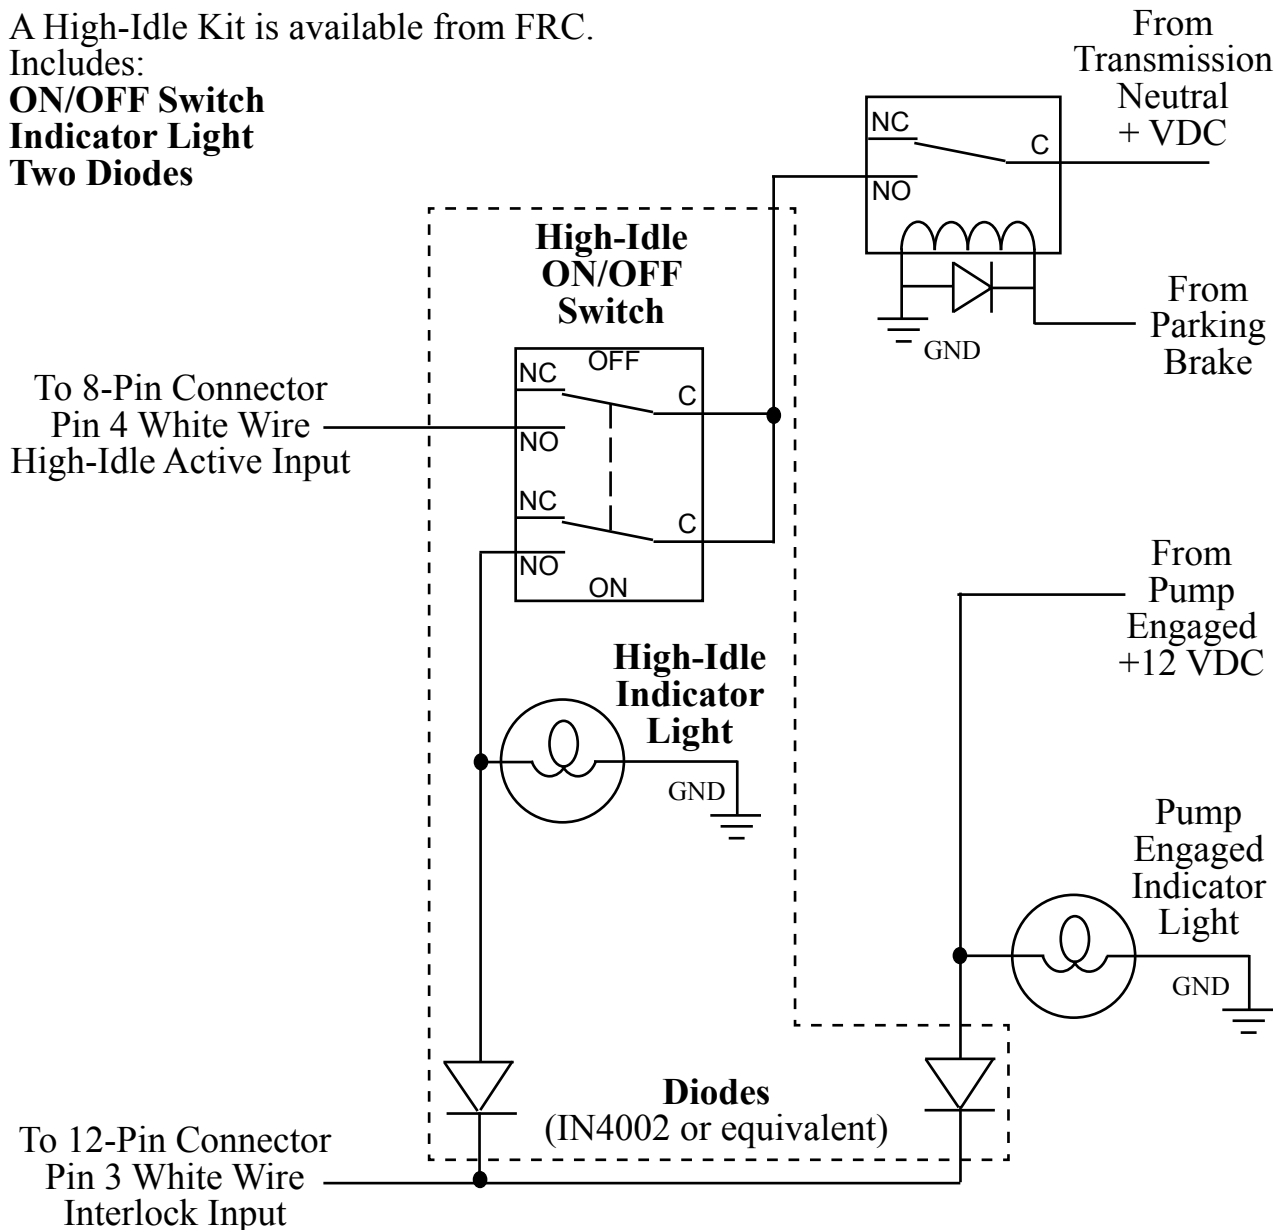 A High-Idle Kit is available from FRC.
Includes:
ON/OFF Switch
Indicator Light
Two Diodes
From
Transmission
Neutral
+ VDC
NC
C
NO
GND
From
Parking
Brake
High-Idle
ON/OFF
Switch
OFF
NC
C
NO
NC
C
NO
ON
To 8-Pin Connector
Pin 4 White Wire
High-Idle Active Input
From
Pump
Engaged
+12 VDC
High-Idle
Indicator
Light
GND
Pump
Engaged
Indicator
Light
GND
Diodes
(IN4002 or equivalent)
To 12-Pin Connector
Pin 3 White Wire
Interlock Input